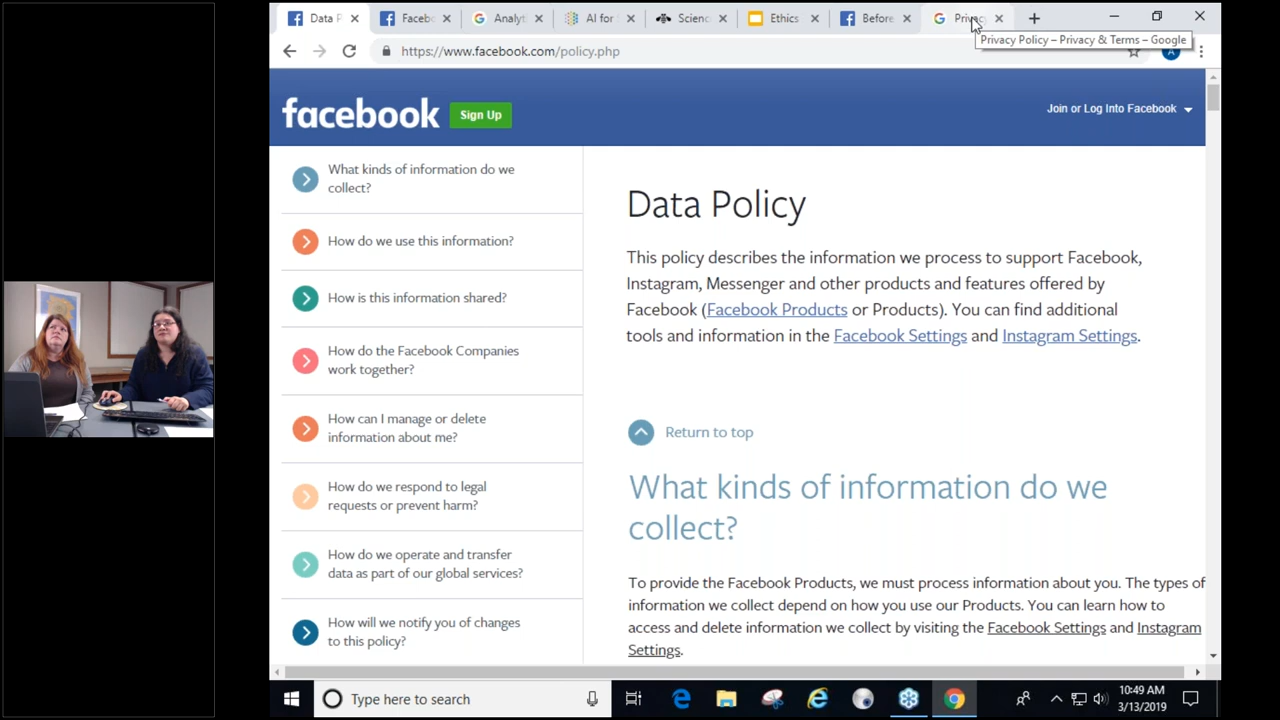 Data P
Faceb
Analyt
AI for
Scienc
Ethics
Before
Priva
Privacy Policy – Privacy & Terms – Google
https://www.facebook.com/policy.php
A
facebook
Sign Up
Join or Log Into Facebook
What kinds of information do we
collect?
How do we use this information?
How is this information shared?
How do the Facebook Companies
work together?
How can I manage or delete
information about me?
How do we respond to legal
requests or prevent harm?
How do we operate and transfer
data as part of our global services?
How will we notify you of changes
to this policy?
Data Policy
This policy describes the information we process to support Facebook,
Instagram, Messenger and other products and features offered by
Facebook (Facebook Products or Products). You can find additional
tools and information in the Facebook Settings and Instagram Settings.
Return to top
What kinds of information do we
collect?
To provide the Facebook Products, we must process information about you. The types of
information we collect depend on how you use our Products. You can learn how to
access and delete information we collect by visiting the Facebook Settings and Instagram
Settings.
Type here to search
10:49 AM
3/13/2019